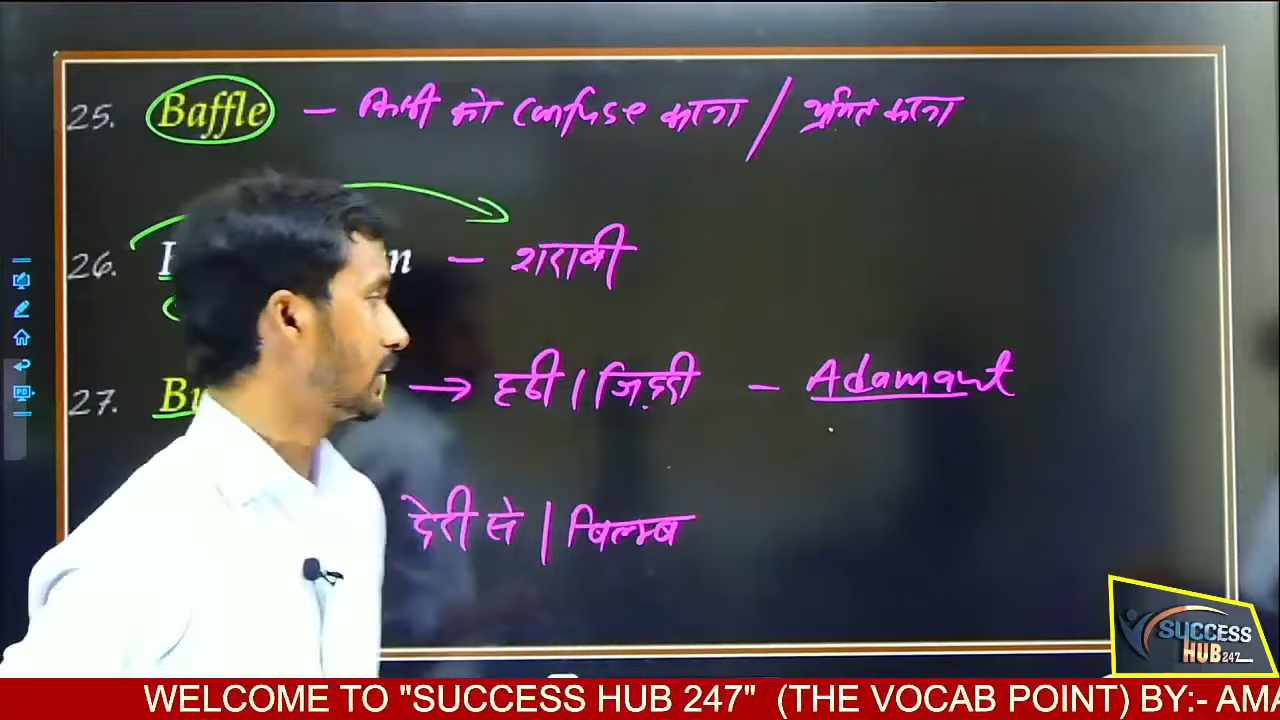 25. Baffle – किसी को confuse करना / भ्रमित करना
26. – शराबी
27. → हठी / जिद्दी – Adamant
देरी से / बिलम्ब
SUCCESS
HUB 247
WELCOME TO "SUCCESS HUB 247" (THE VOCAB POINT) BY:- AMA